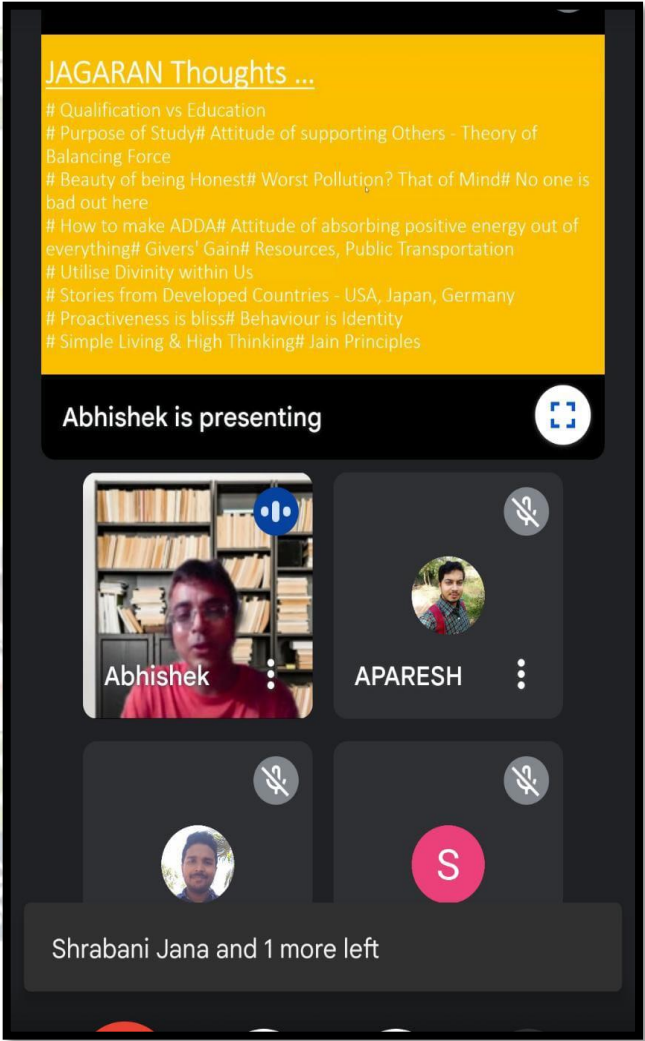 JAGARAN Thoughts ...
# Qualification vs Education
# Purpose of Study# Attitude of supporting Others - Theory of
Balancing Force
# Beauty of being Honest# Worst Pollution? That of Mind# No one is
bad out here
# How to make ADDA# Attitude of absorbing positive energy out of
everything# Givers' Gain# Resources, Public Transportation
# Utilise Divinity within Us
# Stories from Developed Countries - USA, Japan, Germany
# Proactiveness is bliss# Behaviour is Identity
# Simple Living & High Thinking# Jain Principles
Abhishek is presenting
Abhishek
APARESH
S
Shrabani Jana and 1 more left